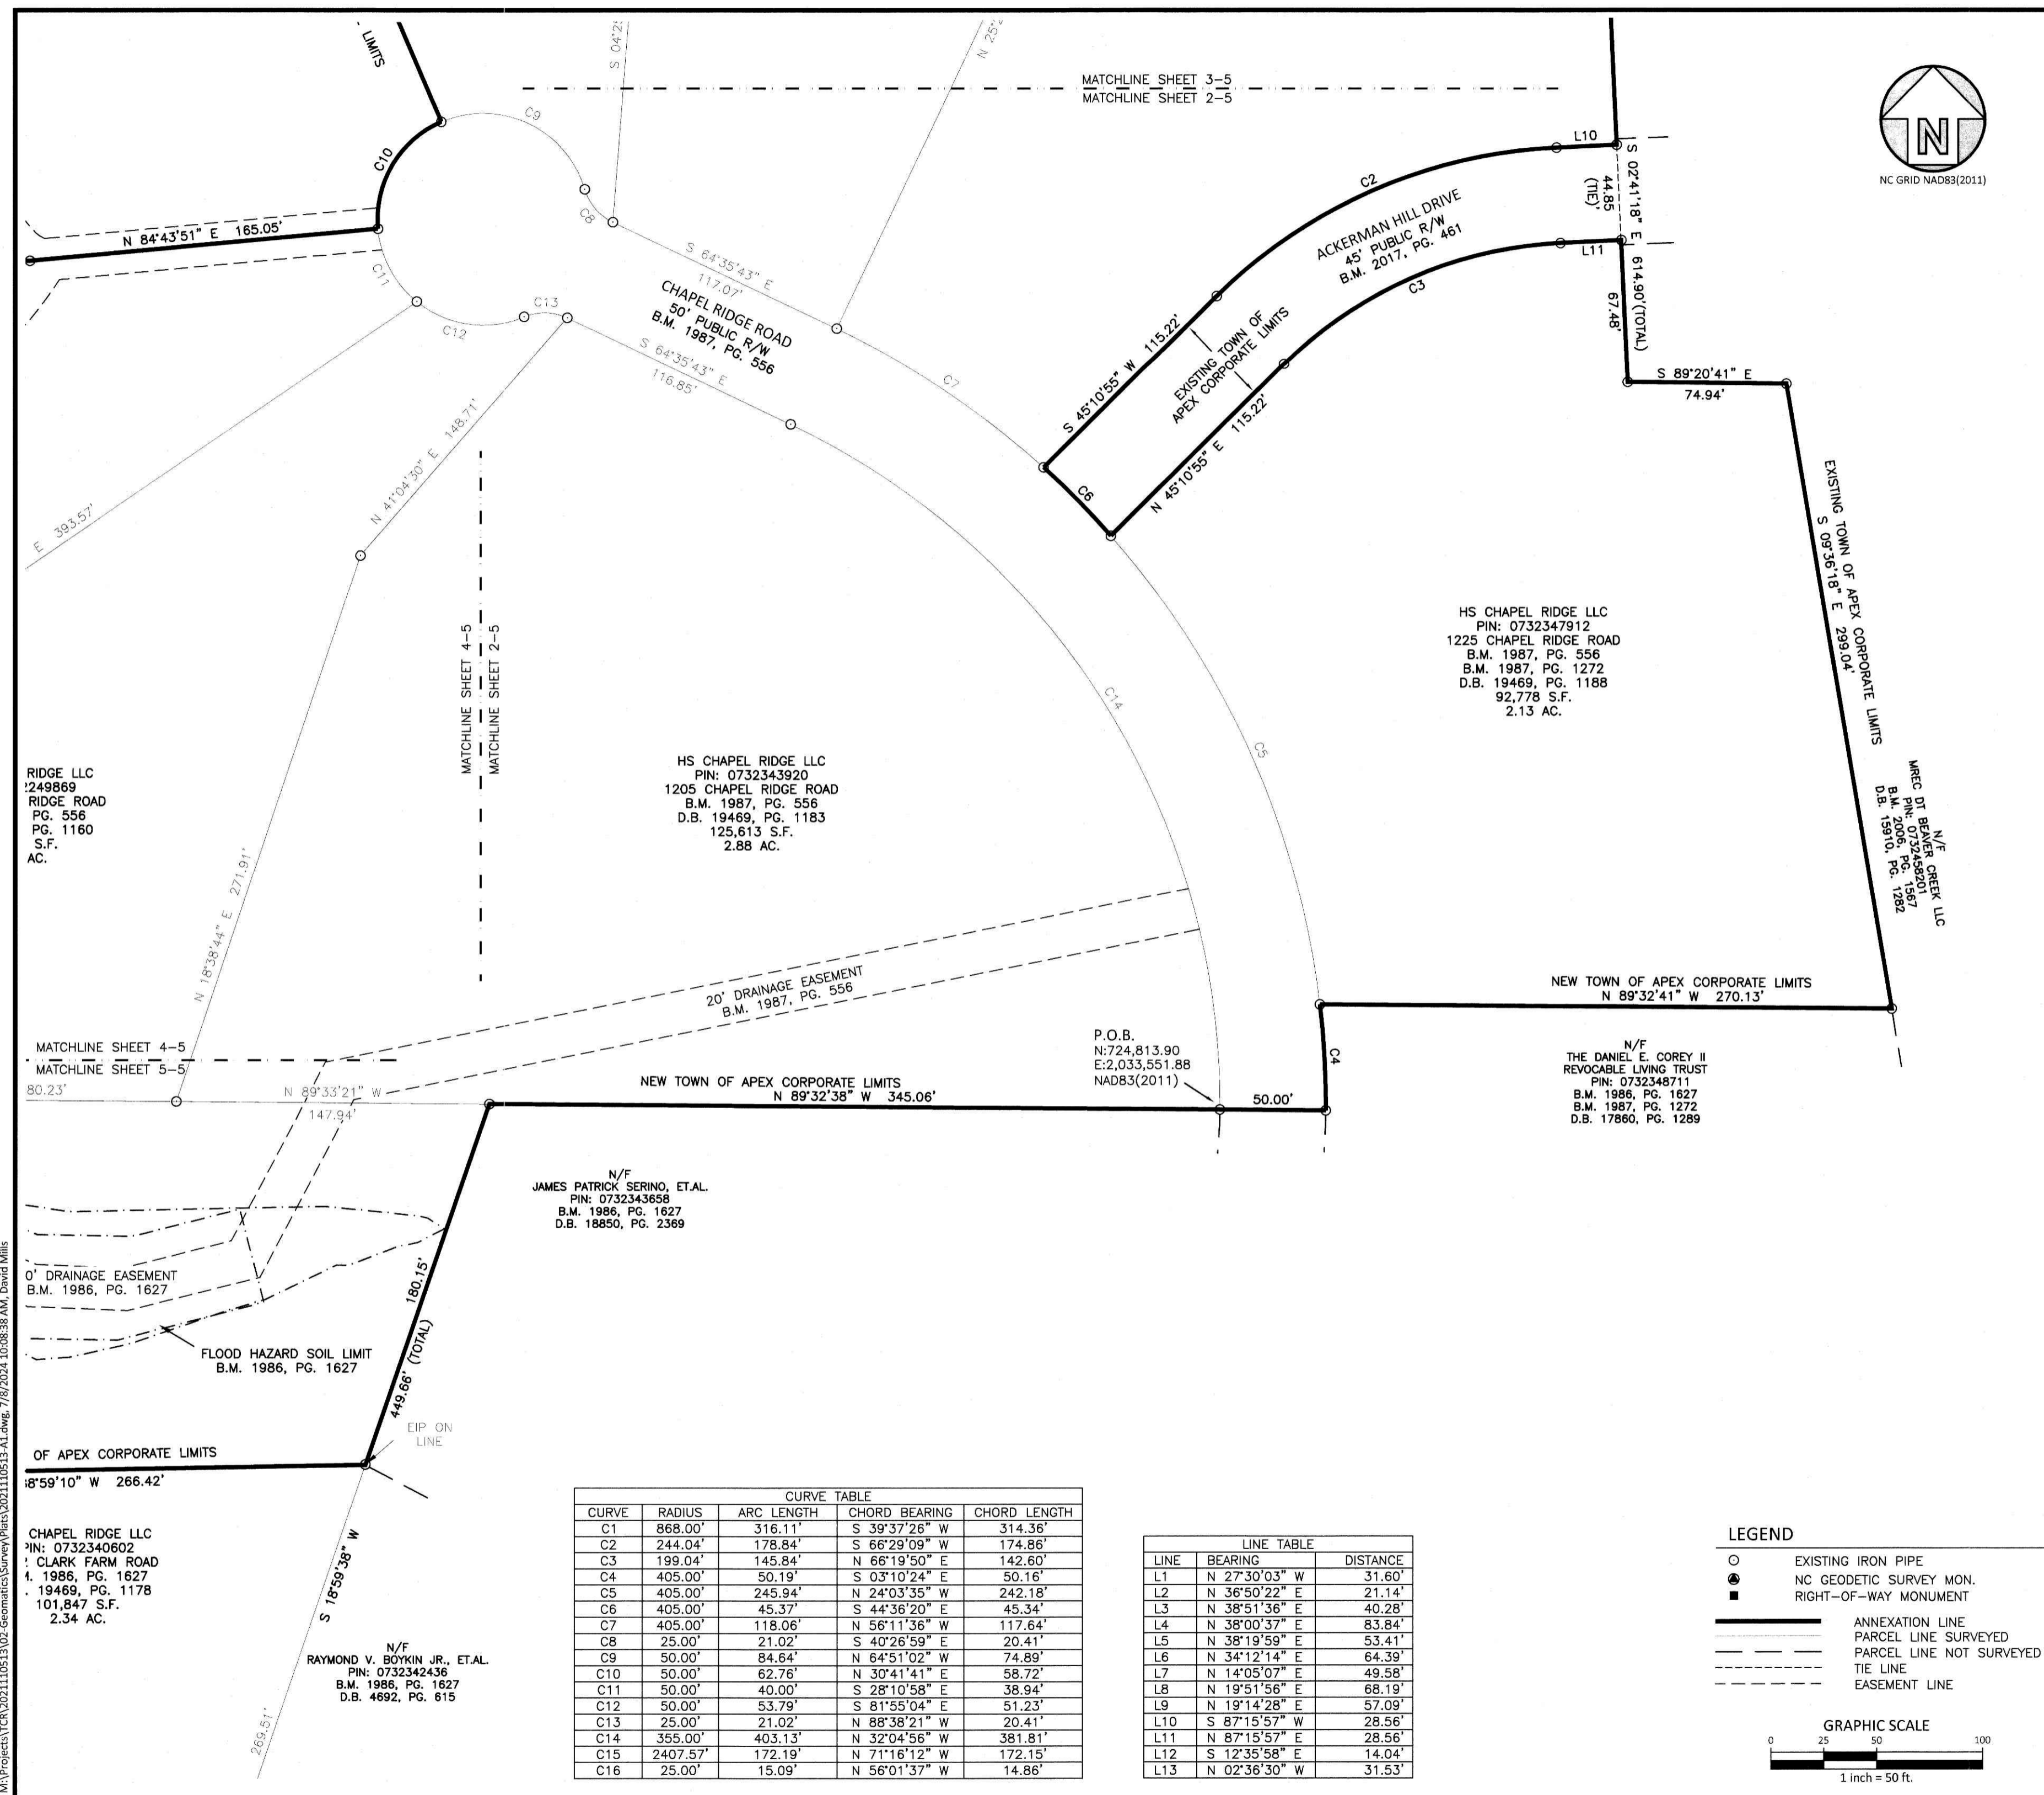 LIMITS
S 04°2
N 25°2
MATCHLINE SHEET 3-5
MATCHLINE SHEET 2-5
N
NC GRID NAD83(2011)
C9
C10
C8
N 84°43'51" E 165.05'
C11
C12
C13
S 64°35'43" E
117.07'
CHAPEL RIDGE ROAD
50' PUBLIC R/W
B.M. 1987, PG. 556
S 64°35'43" E
116.85'
C7
L10
C2
ACKERMAN HILL DRIVE
45' PUBLIC R/W
B.M. 2017, PG. 461
C3
L11
S 02°41'18" E 614.90'(TOTAL)
44.85'
(TIE)
67.48'
S 89°20'41" E
74.94'
S 45°10'55" W 115.22'
EXISTING TOWN OF
APEX CORPORATE LIMITS
N 45°10'55" E 115.22'
C6
E 393.57'
N 41°04'30" E 148.71'
EXISTING TOWN OF APEX CORPORATE LIMITS
S 09°36'18" E 299.04'
MATCHLINE SHEET 4-5
MATCHLINE SHEET 2-5
C14
C5
HS CHAPEL RIDGE LLC
PIN: 0732347912
1225 CHAPEL RIDGE ROAD
B.M. 1987, PG. 556
B.M. 1987, PG. 1272
D.B. 19469, PG. 1188
92,778 S.F.
2.13 AC.
HS CHAPEL RIDGE LLC
PIN: 0732343920
1205 CHAPEL RIDGE ROAD
B.M. 1987, PG. 556
D.B. 19469, PG. 1183
125,613 S.F.
2.88 AC.
RIDGE LLC
2249869
RIDGE ROAD
PG. 556
PG. 1160
S.F.
AC.
N/F
MREC DT BEAVER CREEK LLC
PIN: 0732458201
B.M. 2006, PG. 1567
D.B. 15910, PG. 1282
N 18°38'44" E 271.91'
20' DRAINAGE EASEMENT
B.M. 1987, PG. 556
NEW TOWN OF APEX CORPORATE LIMITS
N 89°32'41" W 270.13'
MATCHLINE SHEET 4-5
MATCHLINE SHEET 5-5
80.23'
N 89°33'21" W
147.94'
NEW TOWN OF APEX CORPORATE LIMITS
N 89°32'38" W 345.06'
P.O.B.
N:724,813.90
E:2,033,551.88
NAD83(2011)
50.00'
C4
N/F
THE DANIEL E. COREY II
REVOCABLE LIVING TRUST
PIN: 0732348711
B.M. 1986, PG. 1627
B.M. 1987, PG. 1272
D.B. 17860, PG. 1289
N/F
JAMES PATRICK SERINO, ET.AL.
PIN: 0732343658
B.M. 1986, PG. 1627
D.B. 18850, PG. 2369
0' DRAINAGE EASEMENT
B.M. 1986, PG. 1627
FLOOD HAZARD SOIL LIMIT
B.M. 1986, PG. 1627
180.15'
449.66' (TOTAL)
EIP ON
LINE
OF APEX CORPORATE LIMITS
8°59'10" W 266.42'
CHAPEL RIDGE LLC
PIN: 0732340602
CLARK FARM ROAD
1986, PG. 1627
19469, PG. 1178
101,847 S.F.
2.34 AC.
S 18°59'38" W
269.51'
N/F
RAYMOND V. BOYKIN JR., ET.AL.
PIN: 0732342436
B.M. 1986, PG. 1627
D.B. 4692, PG. 615
CURVE TABLE
CURVE RADIUS ARC LENGTH CHORD BEARING CHORD LENGTH
C1 868.00' 316.11' S 39°37'26" W 314.36'
C2 244.04' 178.84' S 66°29'09" W 174.86'
C3 199.04' 145.84' N 66°19'50" E 142.60'
C4 405.00' 50.19' S 03°10'24" E 50.16'
C5 405.00' 245.94' N 24°03'35" W 242.18'
C6 405.00' 45.37' S 44°36'20" E 45.34'
C7 405.00' 118.06' N 56°11'36" W 117.64'
C8 25.00' 21.02' S 40°26'59" E 20.41'
C9 50.00' 84.64' N 64°51'02" W 74.89'
C10 50.00' 62.76' N 30°41'41" E 58.72'
C11 50.00' 40.00' S 28°10'58" E 38.94'
C12 50.00' 53.79' S 81°55'04" E 51.23'
C13 25.00' 21.02' N 88°38'21" W 20.41'
C14 355.00' 403.13' N 32°04'56" W 381.81'
C15 2407.57' 172.19' N 71°16'12" W 172.15'
C16 25.00' 15.09' N 56°01'37" W 14.86'
LINE TABLE
LINE BEARING DISTANCE
L1 N 27°30'03" W 31.60'
L2 N 36°50'22" E 21.14'
L3 N 38°51'36" E 40.28'
L4 N 38°00'37" E 83.84'
L5 N 38°19'59" E 53.41'
L6 N 34°12'14" E 64.39'
L7 N 14°05'07" E 49.58'
L8 N 19°51'56" E 68.19'
L9 N 19°14'28" E 57.09'
L10 S 87°15'57" W 28.56'
L11 N 87°15'57" E 28.56'
L12 S 12°35'58" E 14.04'
L13 N 02°36'30" W 31.53'
LEGEND
EXISTING IRON PIPE
NC GEODETIC SURVEY MON.
RIGHT-OF-WAY MONUMENT
ANNEXATION LINE
PARCEL LINE SURVEYED
PARCEL LINE NOT SURVEYED
TIE LINE
EASEMENT LINE
GRAPHIC SCALE
0 25 50 100
1 inch = 50 ft.
M:\Projects\TCR\2021110513\02-Geomatics\Survey\Plats\2021110513-A1.dwg, 7/8/2024 10:08:38 AM, David Mills